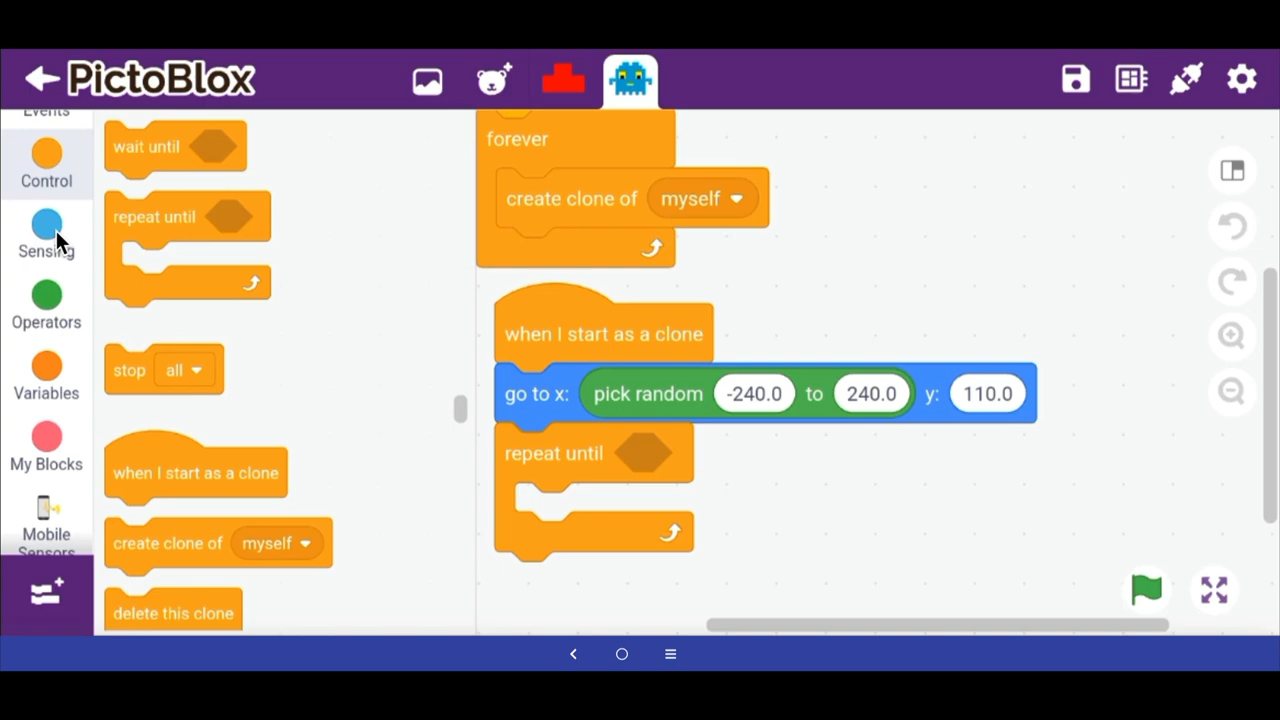 PictoBlox
Events
Control
Sensing
Operators
Variables
My Blocks
Mobile
Sensors
wait until
repeat until
stop all
when I start as a clone
create clone of myself
delete this clone
forever
create clone of myself
when I start as a clone
go to x: pick random -240.0 to 240.0 y: 110.0
repeat until